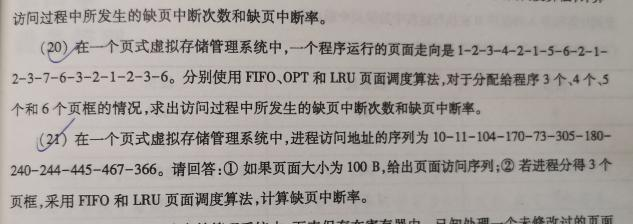 访问过程中所发生的缺页中断次数和缺页中断率。
(20) 在一个页式虚拟存储管理系统中,一个程序运行的页面走向是 1-2-3-4-2-1-5-6-2-1-
2-3-7-6-3-2-1-2-3-6。分别使用 FIFO、OPT 和 LRU 页面调度算法,对于分配给程序 3 个、4 个、5
个和 6 个页框的情况,求出访问过程中所发生的缺页中断次数和缺页中断率。
(21) 在一个页式虚拟存储管理系统中,进程访问地址的序列为 10-11-104-170-73-305-180-
240-244-445-467-366。请回答:① 如果页面大小为 100 B,给出页面访问序列;② 若进程分得 3 个
页框,采用 FIFO 和 LRU 页面调度算法,计算缺页中断率。